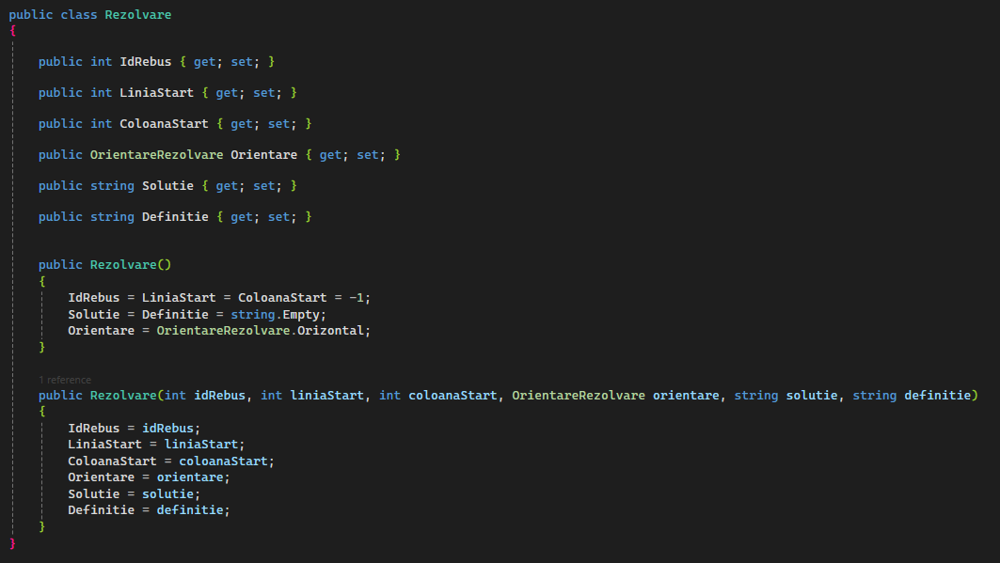 public class Rezolvare
{
public int IdRebus { get; set; }
public int LiniaStart { get; set; }
public int ColoanaStart { get; set; }
public OrientareRezolvare Orientare { get; set; }
public string Solutie { get; set; }
public string Definitie { get; set; }
public Rezolvare()
{
IdRebus = LiniaStart = ColoanaStart = -1;
Solutie = Definitie = string.Empty;
Orientare = OrientareRezolvare.Orizontal;
}
1 reference
public Rezolvare(int idRebus, int liniaStart, int coloanaStart, OrientareRezolvare orientare, string solutie, string definitie)
{
IdRebus = idRebus;
LiniaStart = liniaStart;
ColoanaStart = coloanaStart;
Orientare = orientare;
Solutie = solutie;
Definitie = definitie;
}
}